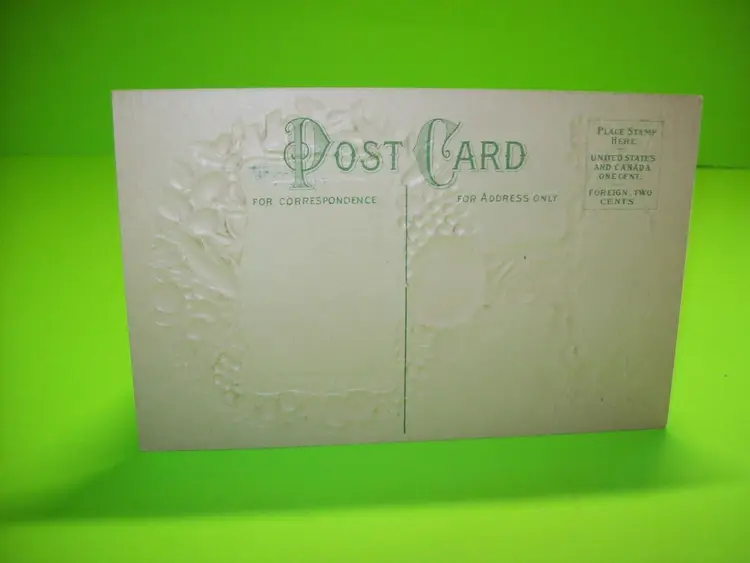 POST CARD
FOR CORRESPONDENCE
FOR ADDRESS ONLY
PLACE STAMP
HERE
UNITED STATES
AND CANADA
ONE CENT.
FOREIGN, TWO
CENTS